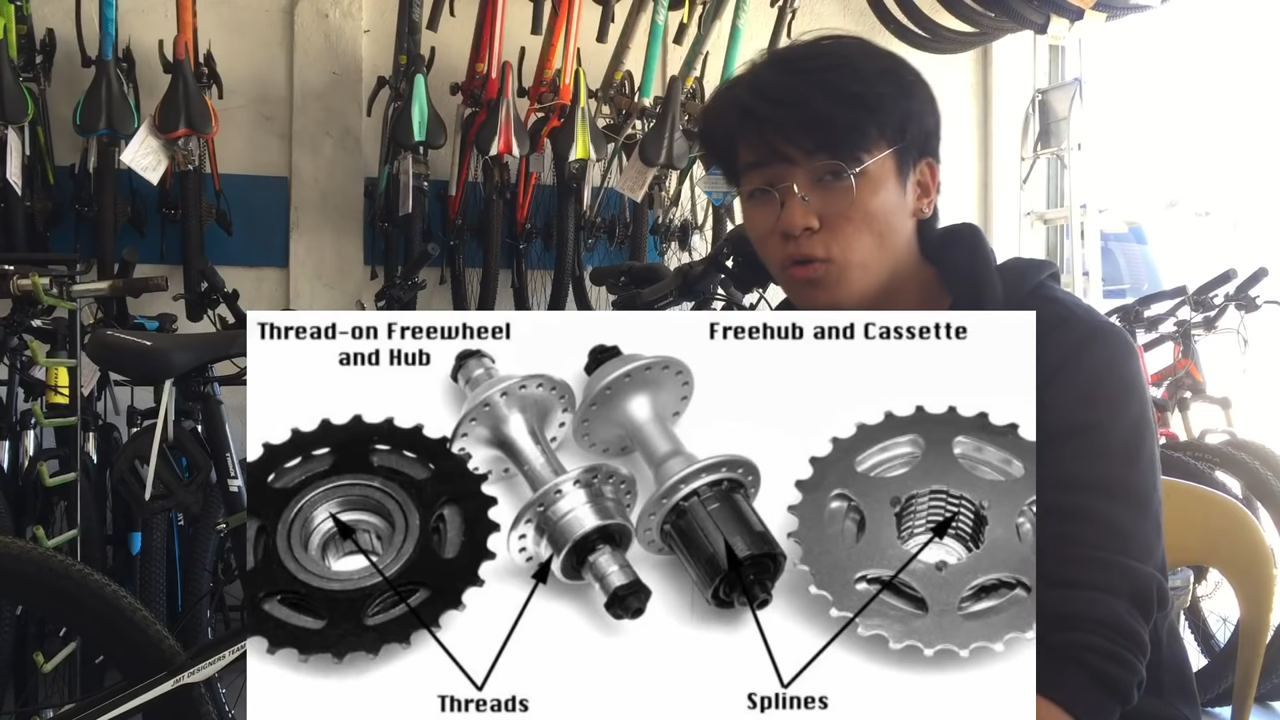 Thread-on Freewheel
and Hub
Freehub and Cassette
Threads
Splines
JMT DESIGNERS TEAM